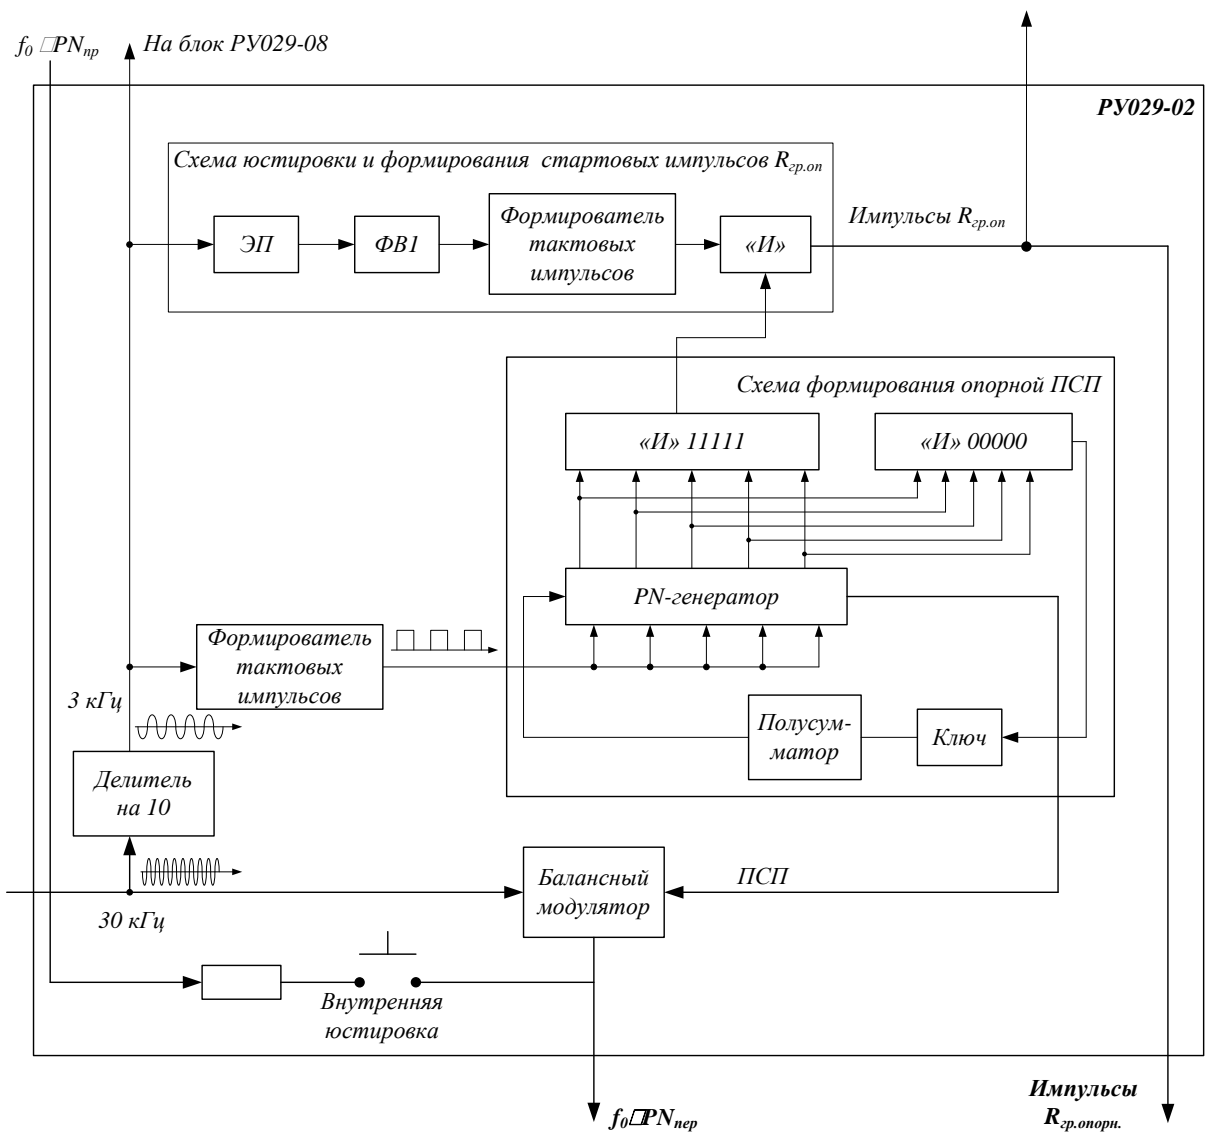 f₀ □PNпр
На блок РУ029-08
РУ029-02
Схема юстировки и формирования стартовых импульсов Rгр.оп
ЭП
ФВ1
Формирователь
тактовых
импульсов
«И»
Импульсы Rгр.оп
Схема формирования опорной ПСП
«И» 11111
«И» 00000
PN-генератор
Формирователь
тактовых
импульсов
3 кГц
Полусум-
матор
Ключ
Делитель
на 10
Балансный
модулятор
ПСП
30 кГц
Внутренняя
юстировка
Импульсы
Rгр.опорн.
f₀□PNпер